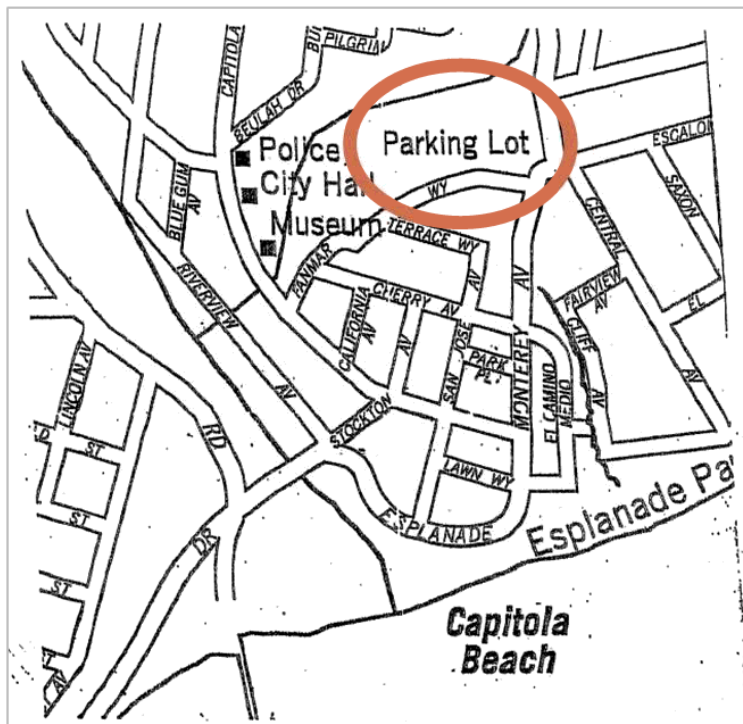 PILGRIM
CAPITOLA
BEULAH DR
Police,
City Hall
Museum
Parking Lot
WY
ESCALON
SAXON
BLUE GUM
AV
TERRACE WY
CENTRAL
AV
FANMAR
RIVERVIEW
AV
CHERRY AV
CALIFORNIA
AV
AV
FAIRVIEW
AV
EL
CLIFF
AV
AV
SAN JOSE
AV
PARK
PL
MONTEREY
AV
EL CAMINO
MEDIO
LINCOLN AV
RD
STOCKTON
ST
ST
ST
ST
LAWN WY
ESPLANADE
Esplanade Pa
DR
AV
Capitola
Beach